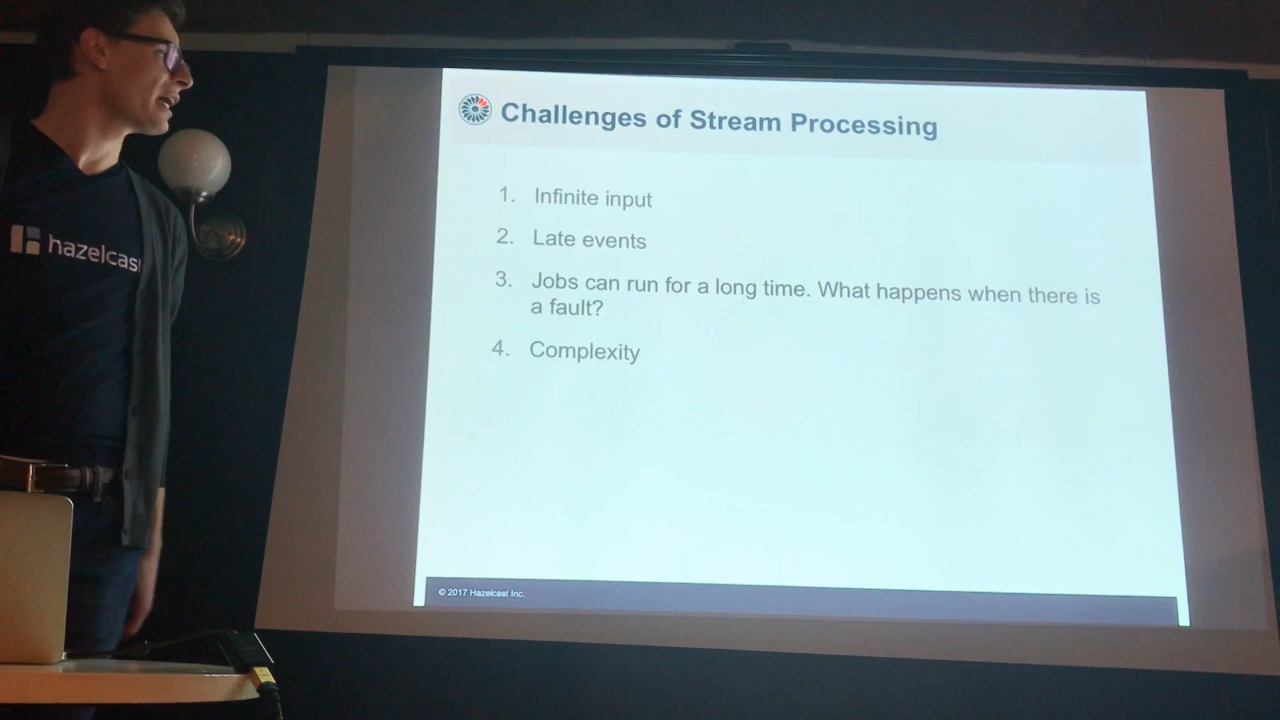 Challenges of Stream Processing
1. Infinite input
2. Late events
3. Jobs can run for a long time. What happens when there is
a fault?
4. Complexity
© 2017 Hazelcast Inc.
hazelcast